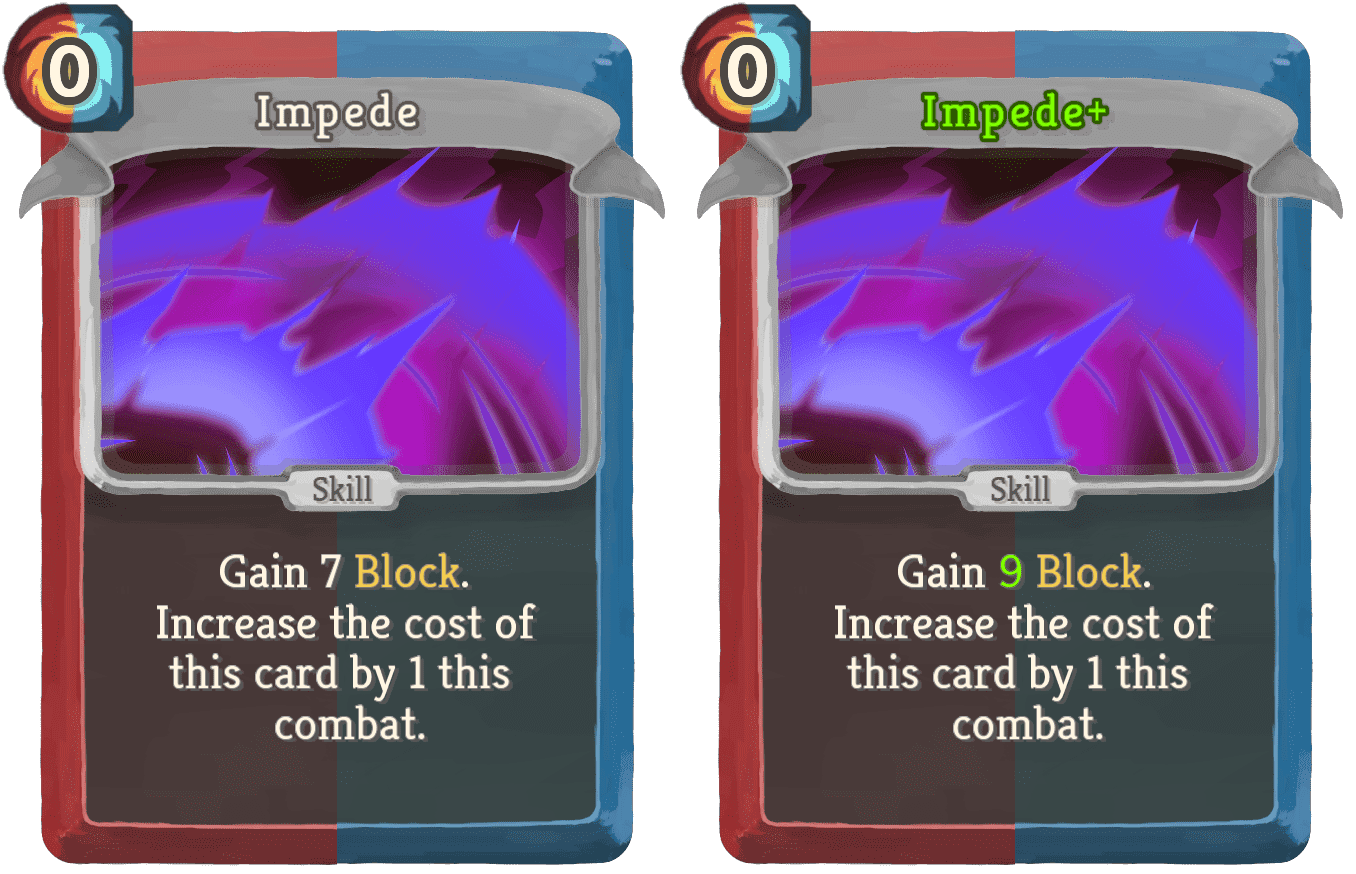 0
Impede
Skill
Gain 7 Block.
Increase the cost of
this card by 1 this
combat.
0
Impede+
Skill
Gain 9 Block.
Increase the cost of
this card by 1 this
combat.